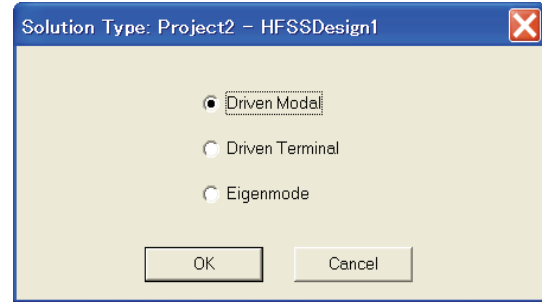 Solution Type: Project2 - HFSSDesign1
Driven Modal
Driven Terminal
Eigenmode
OK
Cancel